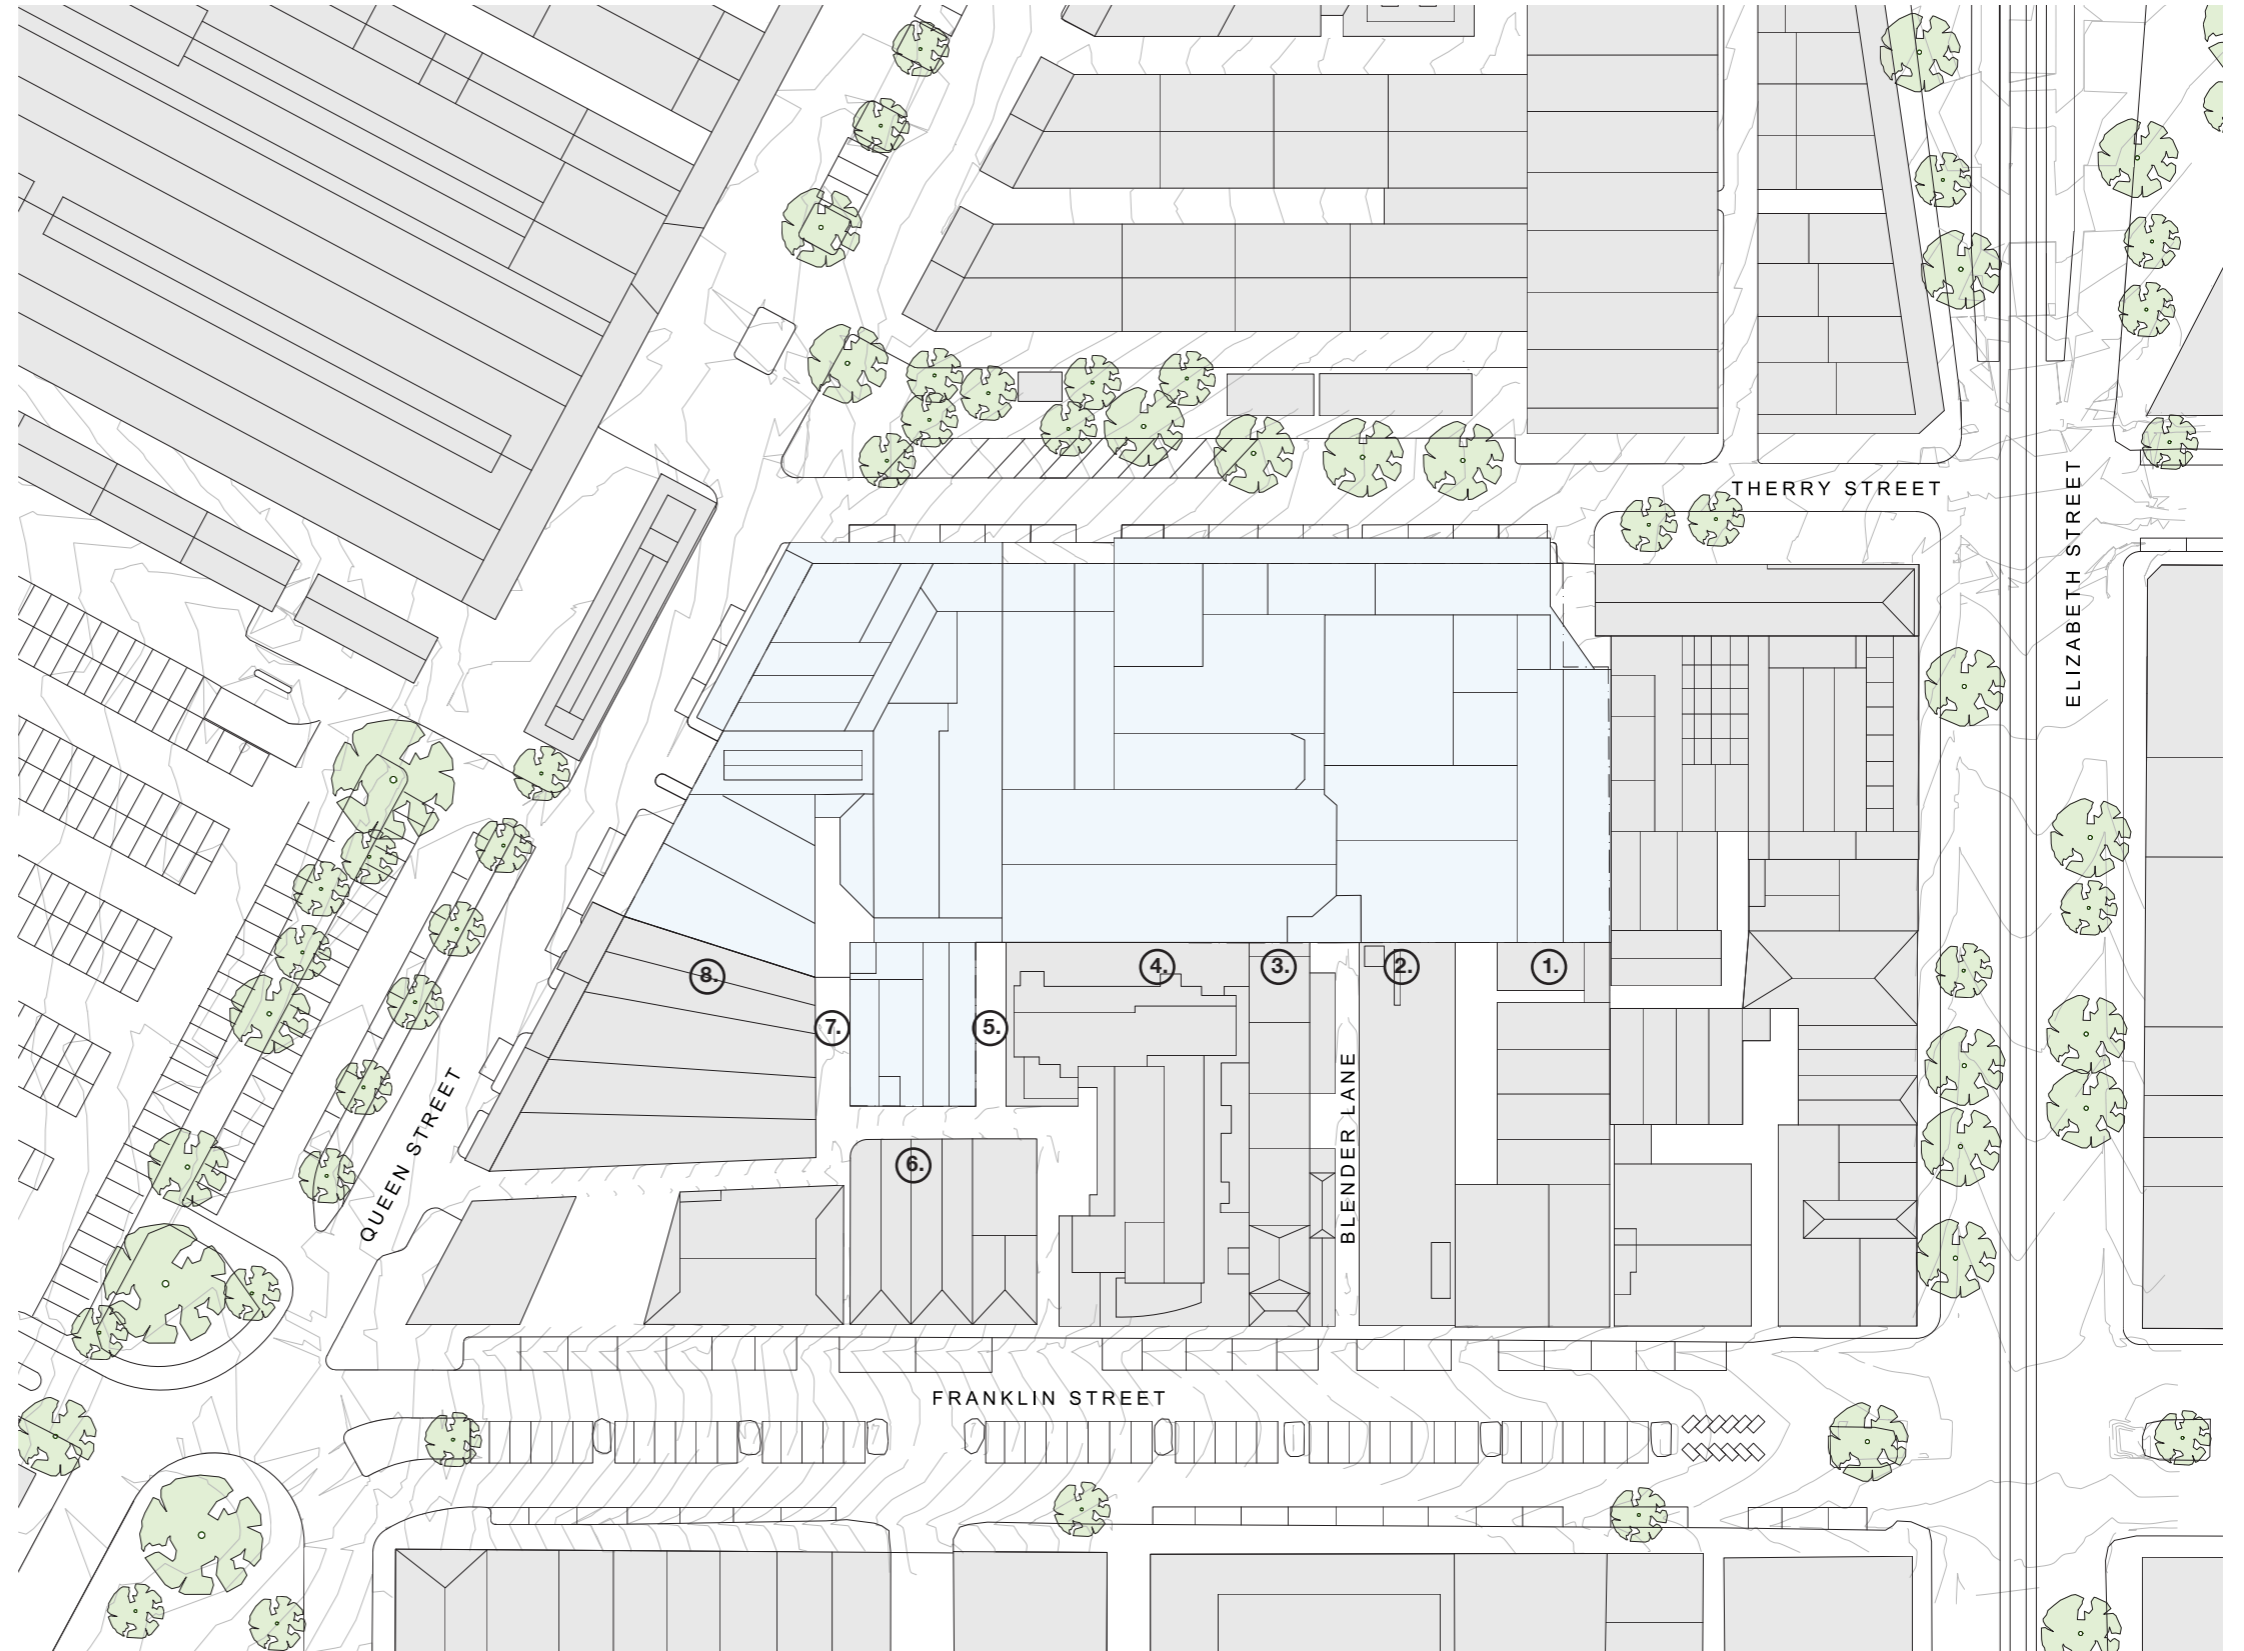 THERRY STREET
ELIZABETH STREET
8.
4.
3.
2.
1.
7.
5.
6.
BLENDER LANE
QUEEN STREET
FRANKLIN STREET